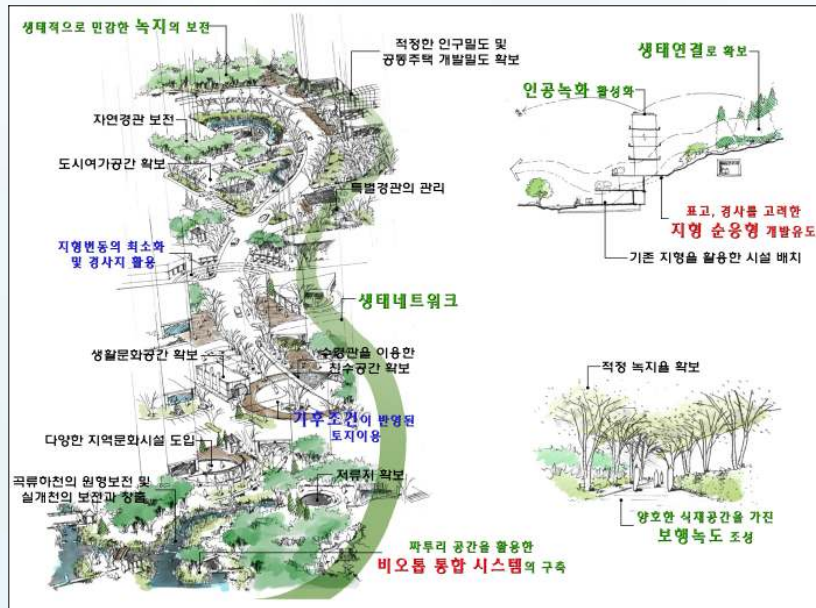 생태적으로 민감한 녹지의 보전
적정한 인구밀도 및
공동주택 개발밀도 확보
자연경관 보전
도시여가공간 확보
특별경관의 관리
지형변동의 최소화
및 경사지 활용
생태네트워크
생활문화공간 확보
수경관을 이용한
친수공간 확보
기후조건이 반영된
토지이용
다양한 지역문화시설 도입
곡류하천의 원형보전 및
실개천의 보전과 창출
저류지 확보
짜투리 공간을 활용한
비오톱 통합 시스템의 구축
생태연결로 확보
인공녹화 활성화
표고, 경사를 고려한
지형 순응형 개발유도
기존 지형을 활용한 시설 배치
적정 녹지율 확보
양호한 식재공간을 가진
보행녹도 조성